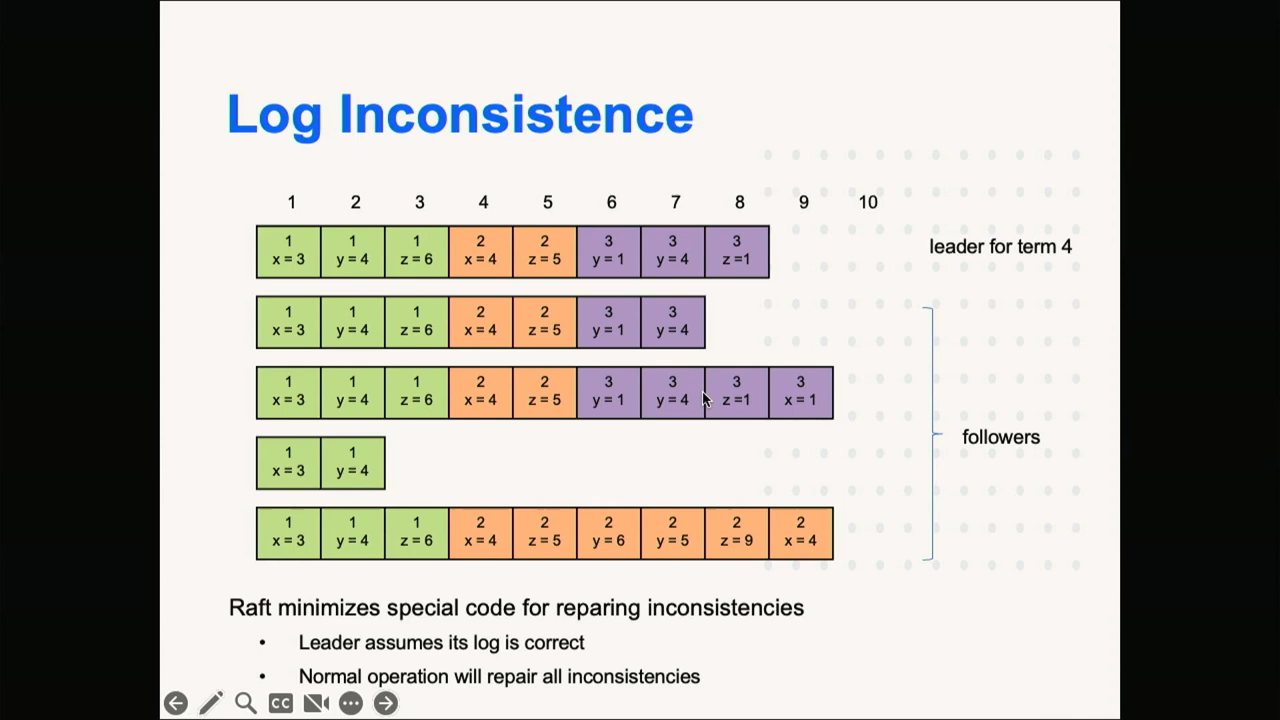 Log Inconsistence
1 2 3 4 5 6 7 8 9 10
1 1 1 2 2 3 3 3
x = 3 y = 4 z = 6 x = 4 z = 5 y = 1 y = 4 z =1
leader for term 4
1 1 1 2 2 3 3
x = 3 y = 4 z = 6 x = 4 z = 5 y = 1 y = 4
1 1 1 2 2 3 3 3 3
x = 3 y = 4 z = 6 x = 4 z = 5 y = 1 y = 4 z =1 x = 1
followers
1 1
x = 3 y = 4
1 1 1 2 2 2 2 2 2
x = 3 y = 4 z = 6 x = 4 z = 5 y = 6 y = 5 z = 9 x = 4
Raft minimizes special code for reparing inconsistencies
• Leader assumes its log is correct
• Normal operation will repair all inconsistencies
CC